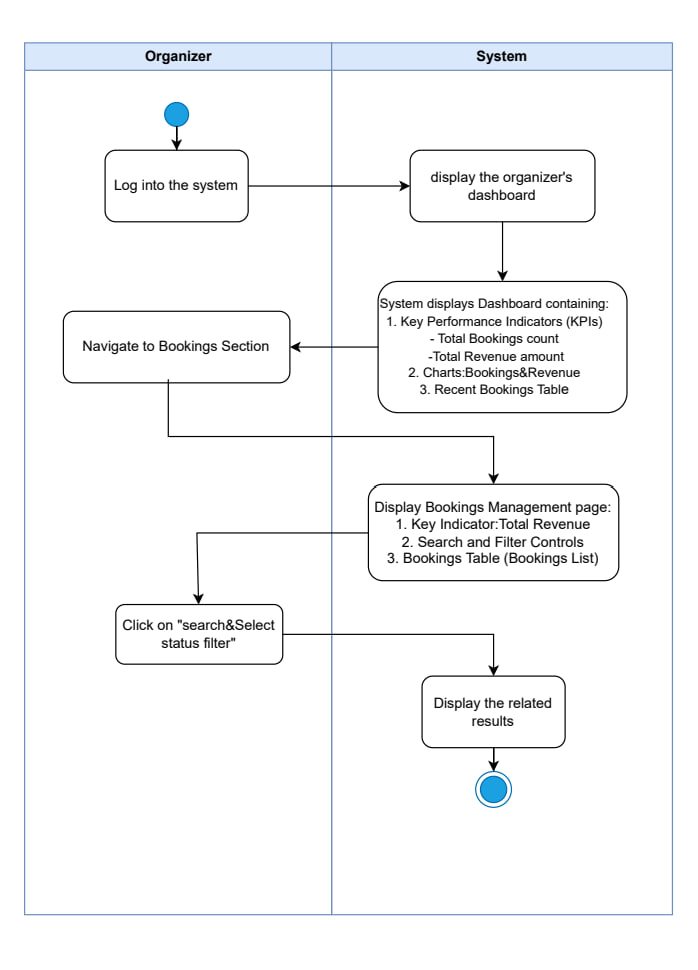 Organizer
System
Log into the system
display the organizer's
dashboard
System displays Dashboard containing:
1. Key Performance Indicators (KPIs)
- Total Bookings count
-Total Revenue amount
2. Charts:Bookings&Revenue
3. Recent Bookings Table
Navigate to Bookings Section
Display Bookings Management page:
1. Key Indicator:Total Revenue
2. Search and Filter Controls
3. Bookings Table (Bookings List)
Click on "search&Select
status filter"
Display the related
results